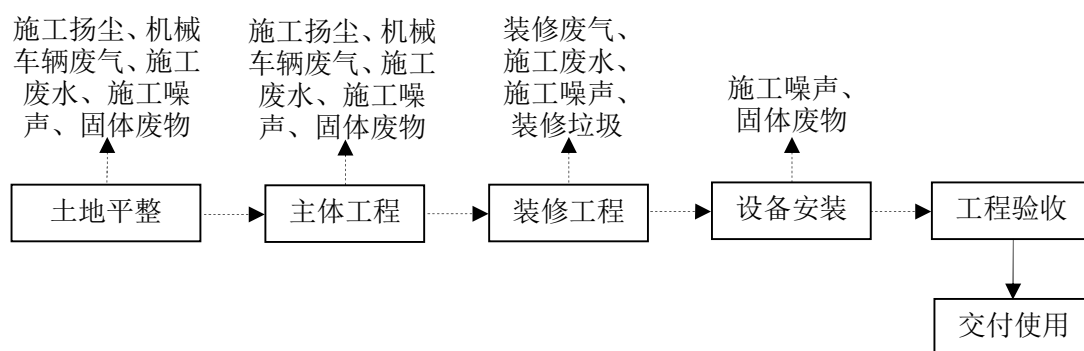 施工扬尘、机械
车辆废气、施工
废水、施工噪
声、固体废物
施工扬尘、机械
车辆废气、施工
废水、施工噪
声、固体废物
装修废气、
施工废水、
施工噪声、
装修垃圾
施工噪声、
固体废物
土地平整
主体工程
装修工程
设备安装
工程验收
交付使用